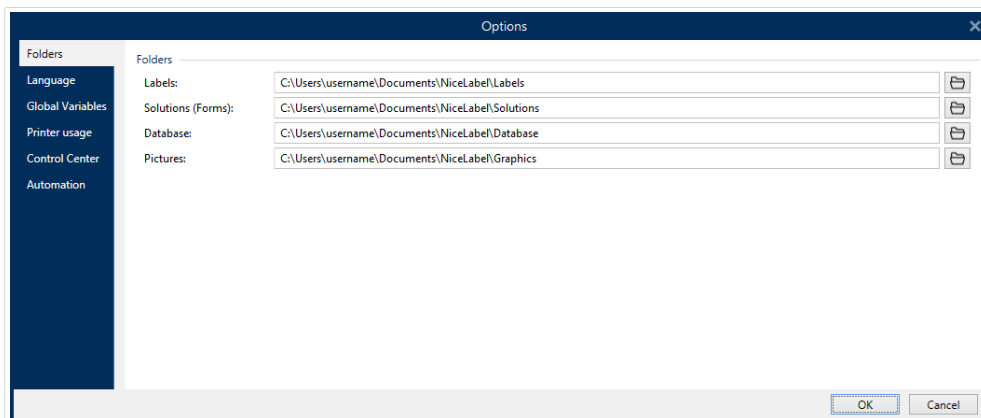 Options
Folders
Language
Global Variables
Printer usage
Control Center
Automation
Folders
Labels: C:\Users\username\Documents\NiceLabel\Labels
Solutions (Forms): C:\Users\username\Documents\NiceLabel\Solutions
Database: C:\Users\username\Documents\NiceLabel\Database
Pictures: C:\Users\username\Documents\NiceLabel\Graphics
OK Cancel